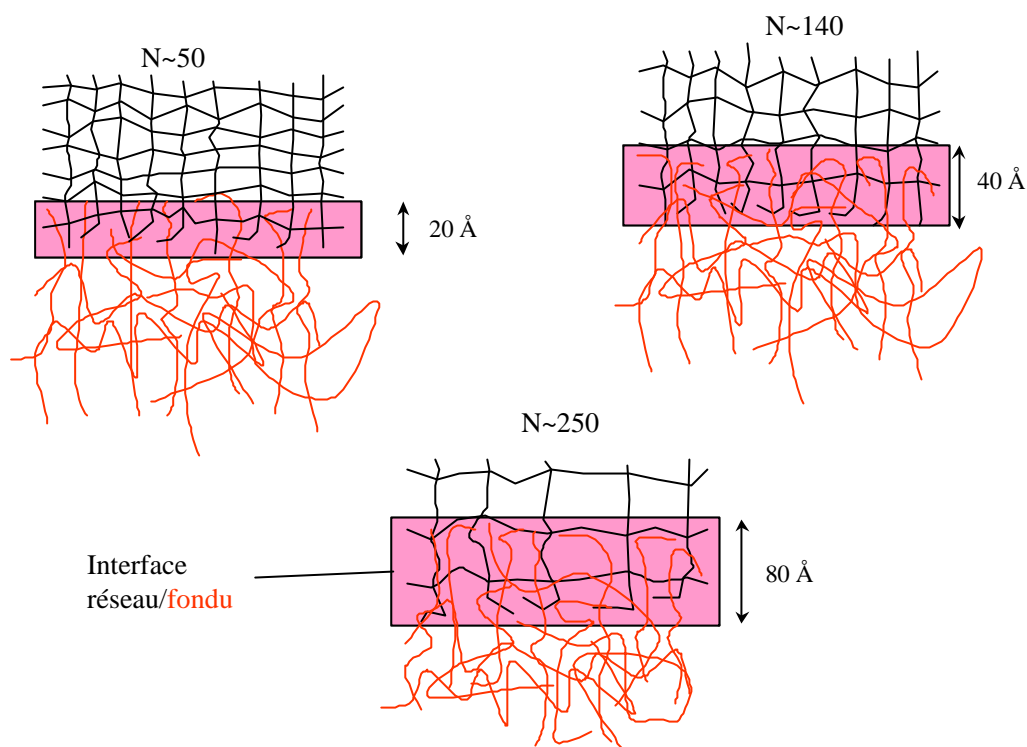 N~50
20 Å
N~140
40 Å
N~250
Interface
réseau/fondu
80 Å